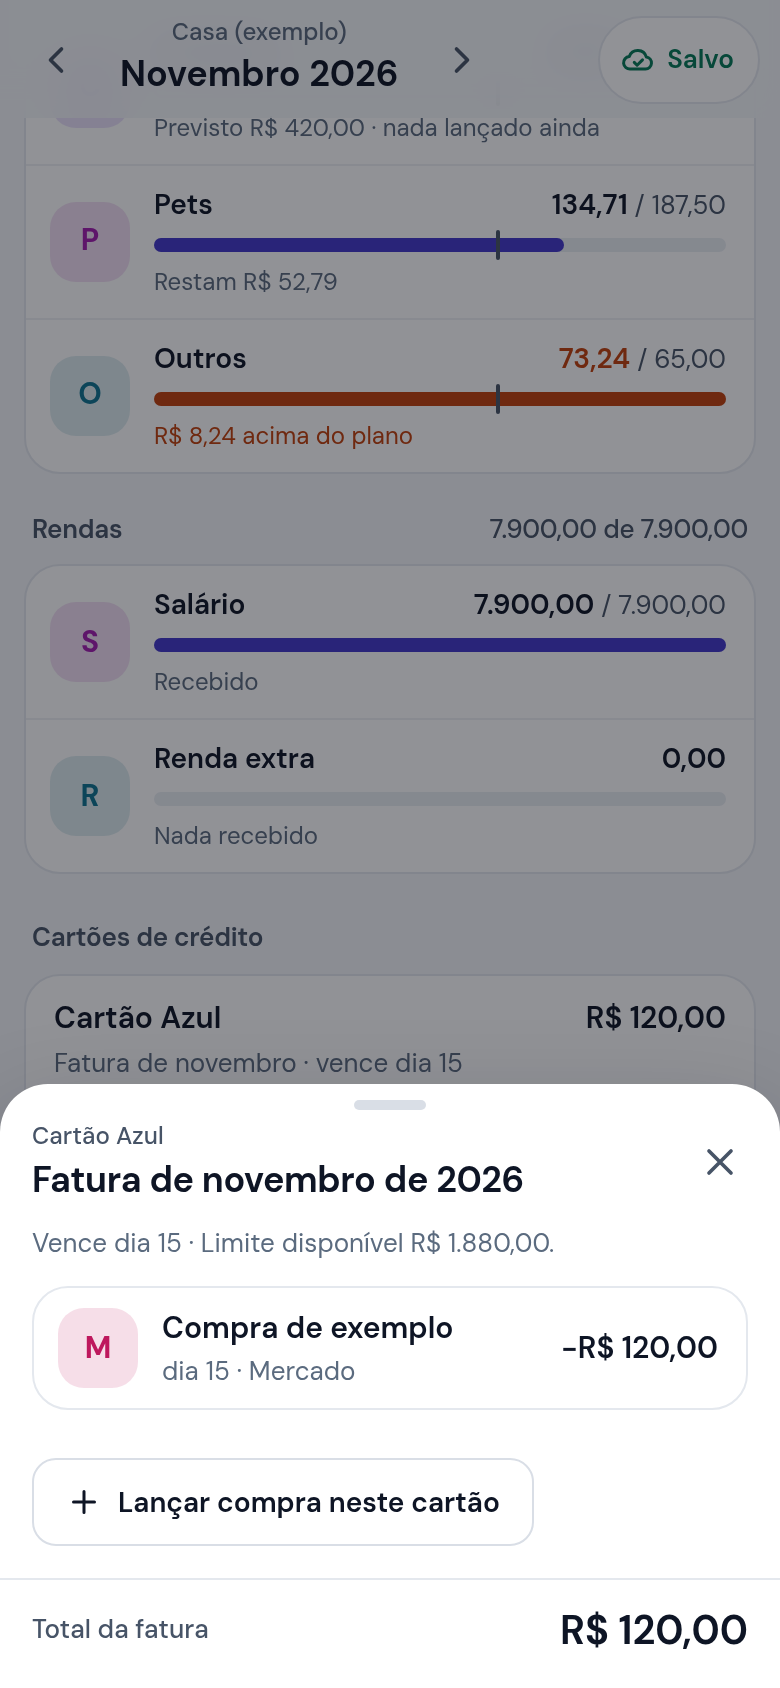 Casa (exemplo)
Novembro 2026
Salvo
Previsto R$ 420,00 · nada lançado ainda
P
Pets
134,71 / 187,50
Restam R$ 52,79
O
Outros
73,24 / 65,00
R$ 8,24 acima do plano
Rendas
7.900,00 de 7.900,00
S
Salário
7.900,00 / 7.900,00
Recebido
R
Renda extra
0,00
Nada recebido
Cartões de crédito
Cartão Azul
R$ 120,00
Fatura de novembro · vence dia 15
Cartão Azul
Fatura de novembro de 2026
Vence dia 15 · Limite disponível R$ 1.880,00.
M
Compra de exemplo
dia 15 · Mercado
−R$ 120,00
Lançar compra neste cartão
Total da fatura
R$ 120,00